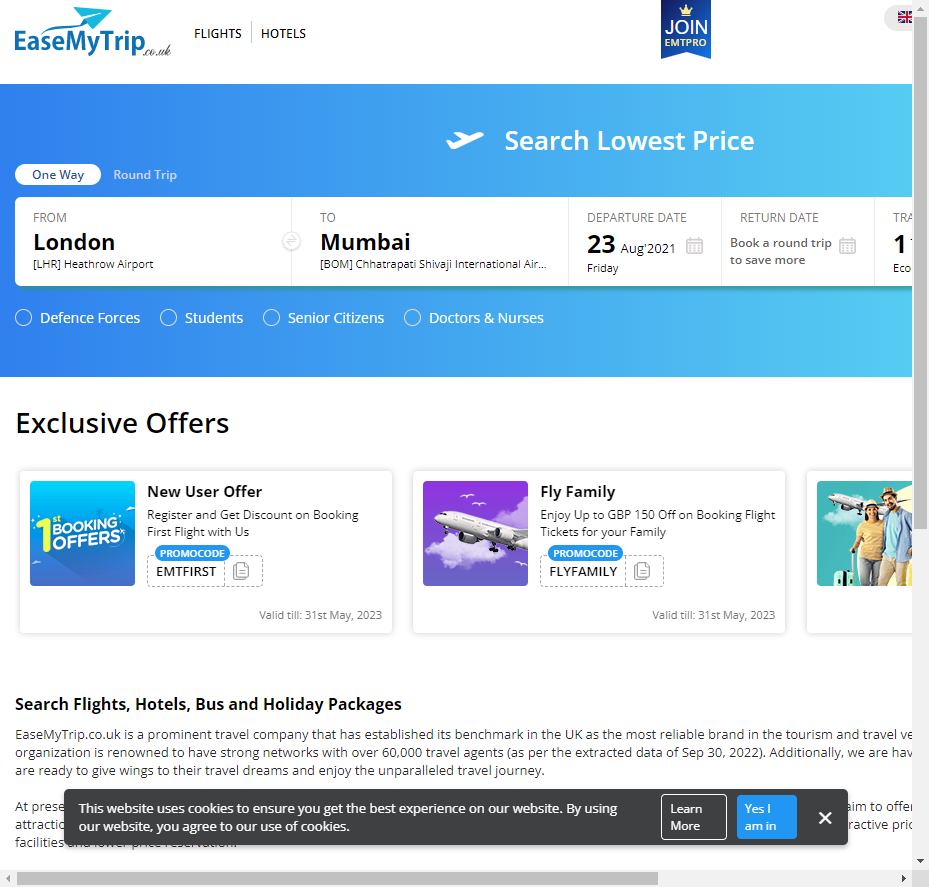 EaseMyTrip.co.uk
FLIGHTS
HOTELS
JOIN
EMTPRO
Search Lowest Price
One Way
Round Trip
FROM
London
[LHR] Heathrow Airport
TO
Mumbai
[BOM] Chhatrapati Shivaji International Air...
DEPARTURE DATE
23 Aug'2021
Friday
RETURN DATE
Book a round trip
to save more
TRA
1
Eco
Defence Forces
Students
Senior Citizens
Doctors & Nurses
Exclusive Offers
1st BOOKING
OFFERS
New User Offer
Register and Get Discount on Booking
First Flight with Us
PROMOCODE
EMTFIRST
Valid till: 31st May, 2023
Fly Family
Enjoy Up to GBP 150 Off on Booking Flight
Tickets for your Family
PROMOCODE
FLYFAMILY
Valid till: 31st May, 2023
Search Flights, Hotels, Bus and Holiday Packages
EaseMyTrip.co.uk is a prominent travel company that has established its benchmark in the UK as the most reliable brand in the tourism and travel ve
organization is renowned to have strong networks with over 60,000 travel agents (as per the extracted data of Sep 30, 2022). Additionally, we are hav
are ready to give wings to their travel dreams and enjoy the unparalleled travel journey.
At prese
aim to offer
attractio
ractive pric
facilities and lower price reservation.
This website uses cookies to ensure you get the best experience on our website. By using
our website, you agree to our use of cookies.
Learn
More
Yes I
am in